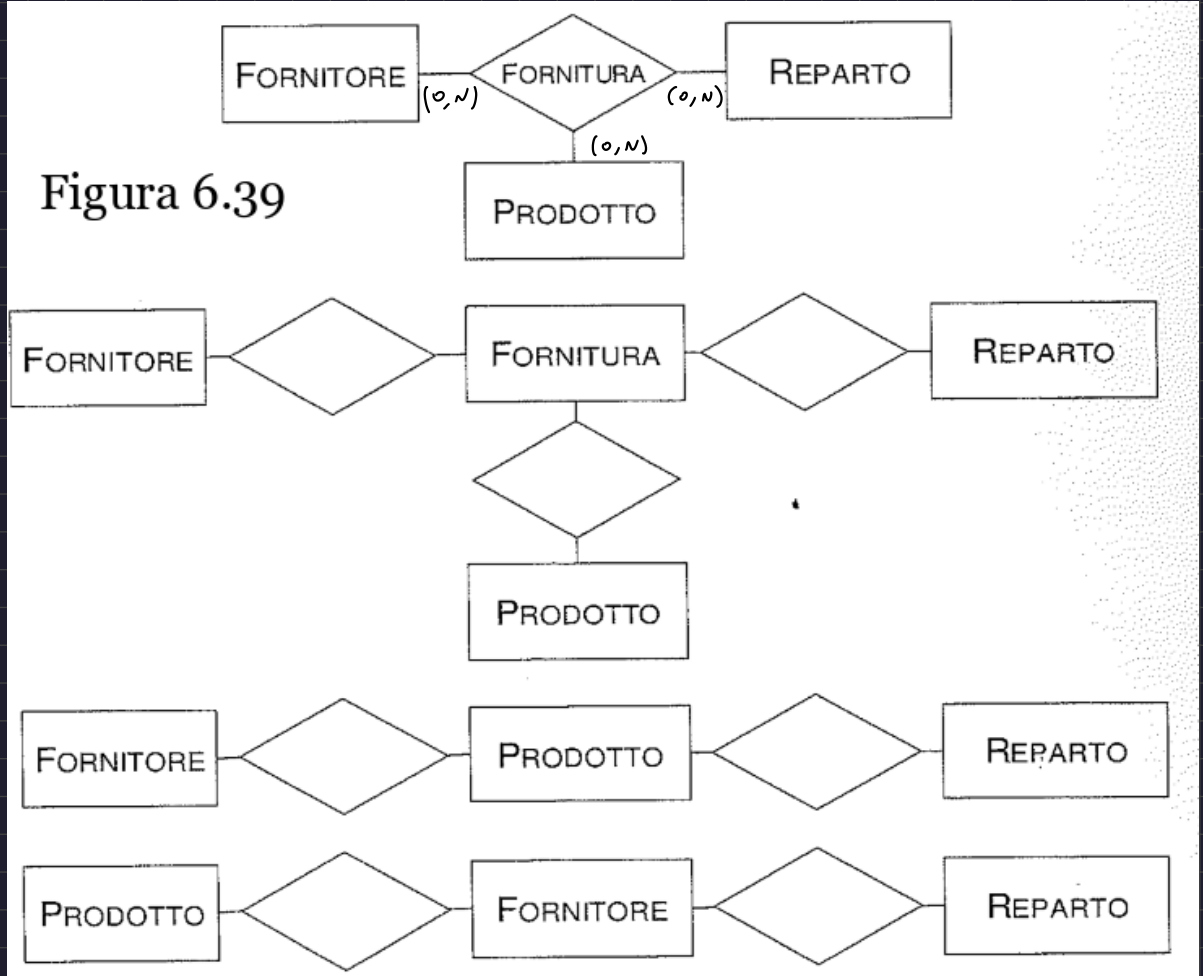 FORNITORE FORNITURA REPARTO
(0,N) (0,N)
(0,N)
PRODOTTO
Figura 6.39
FORNITORE FORNITURA REPARTO
PRODOTTO
FORNITORE PRODOTTO REPARTO
PRODOTTO FORNITORE REPARTO